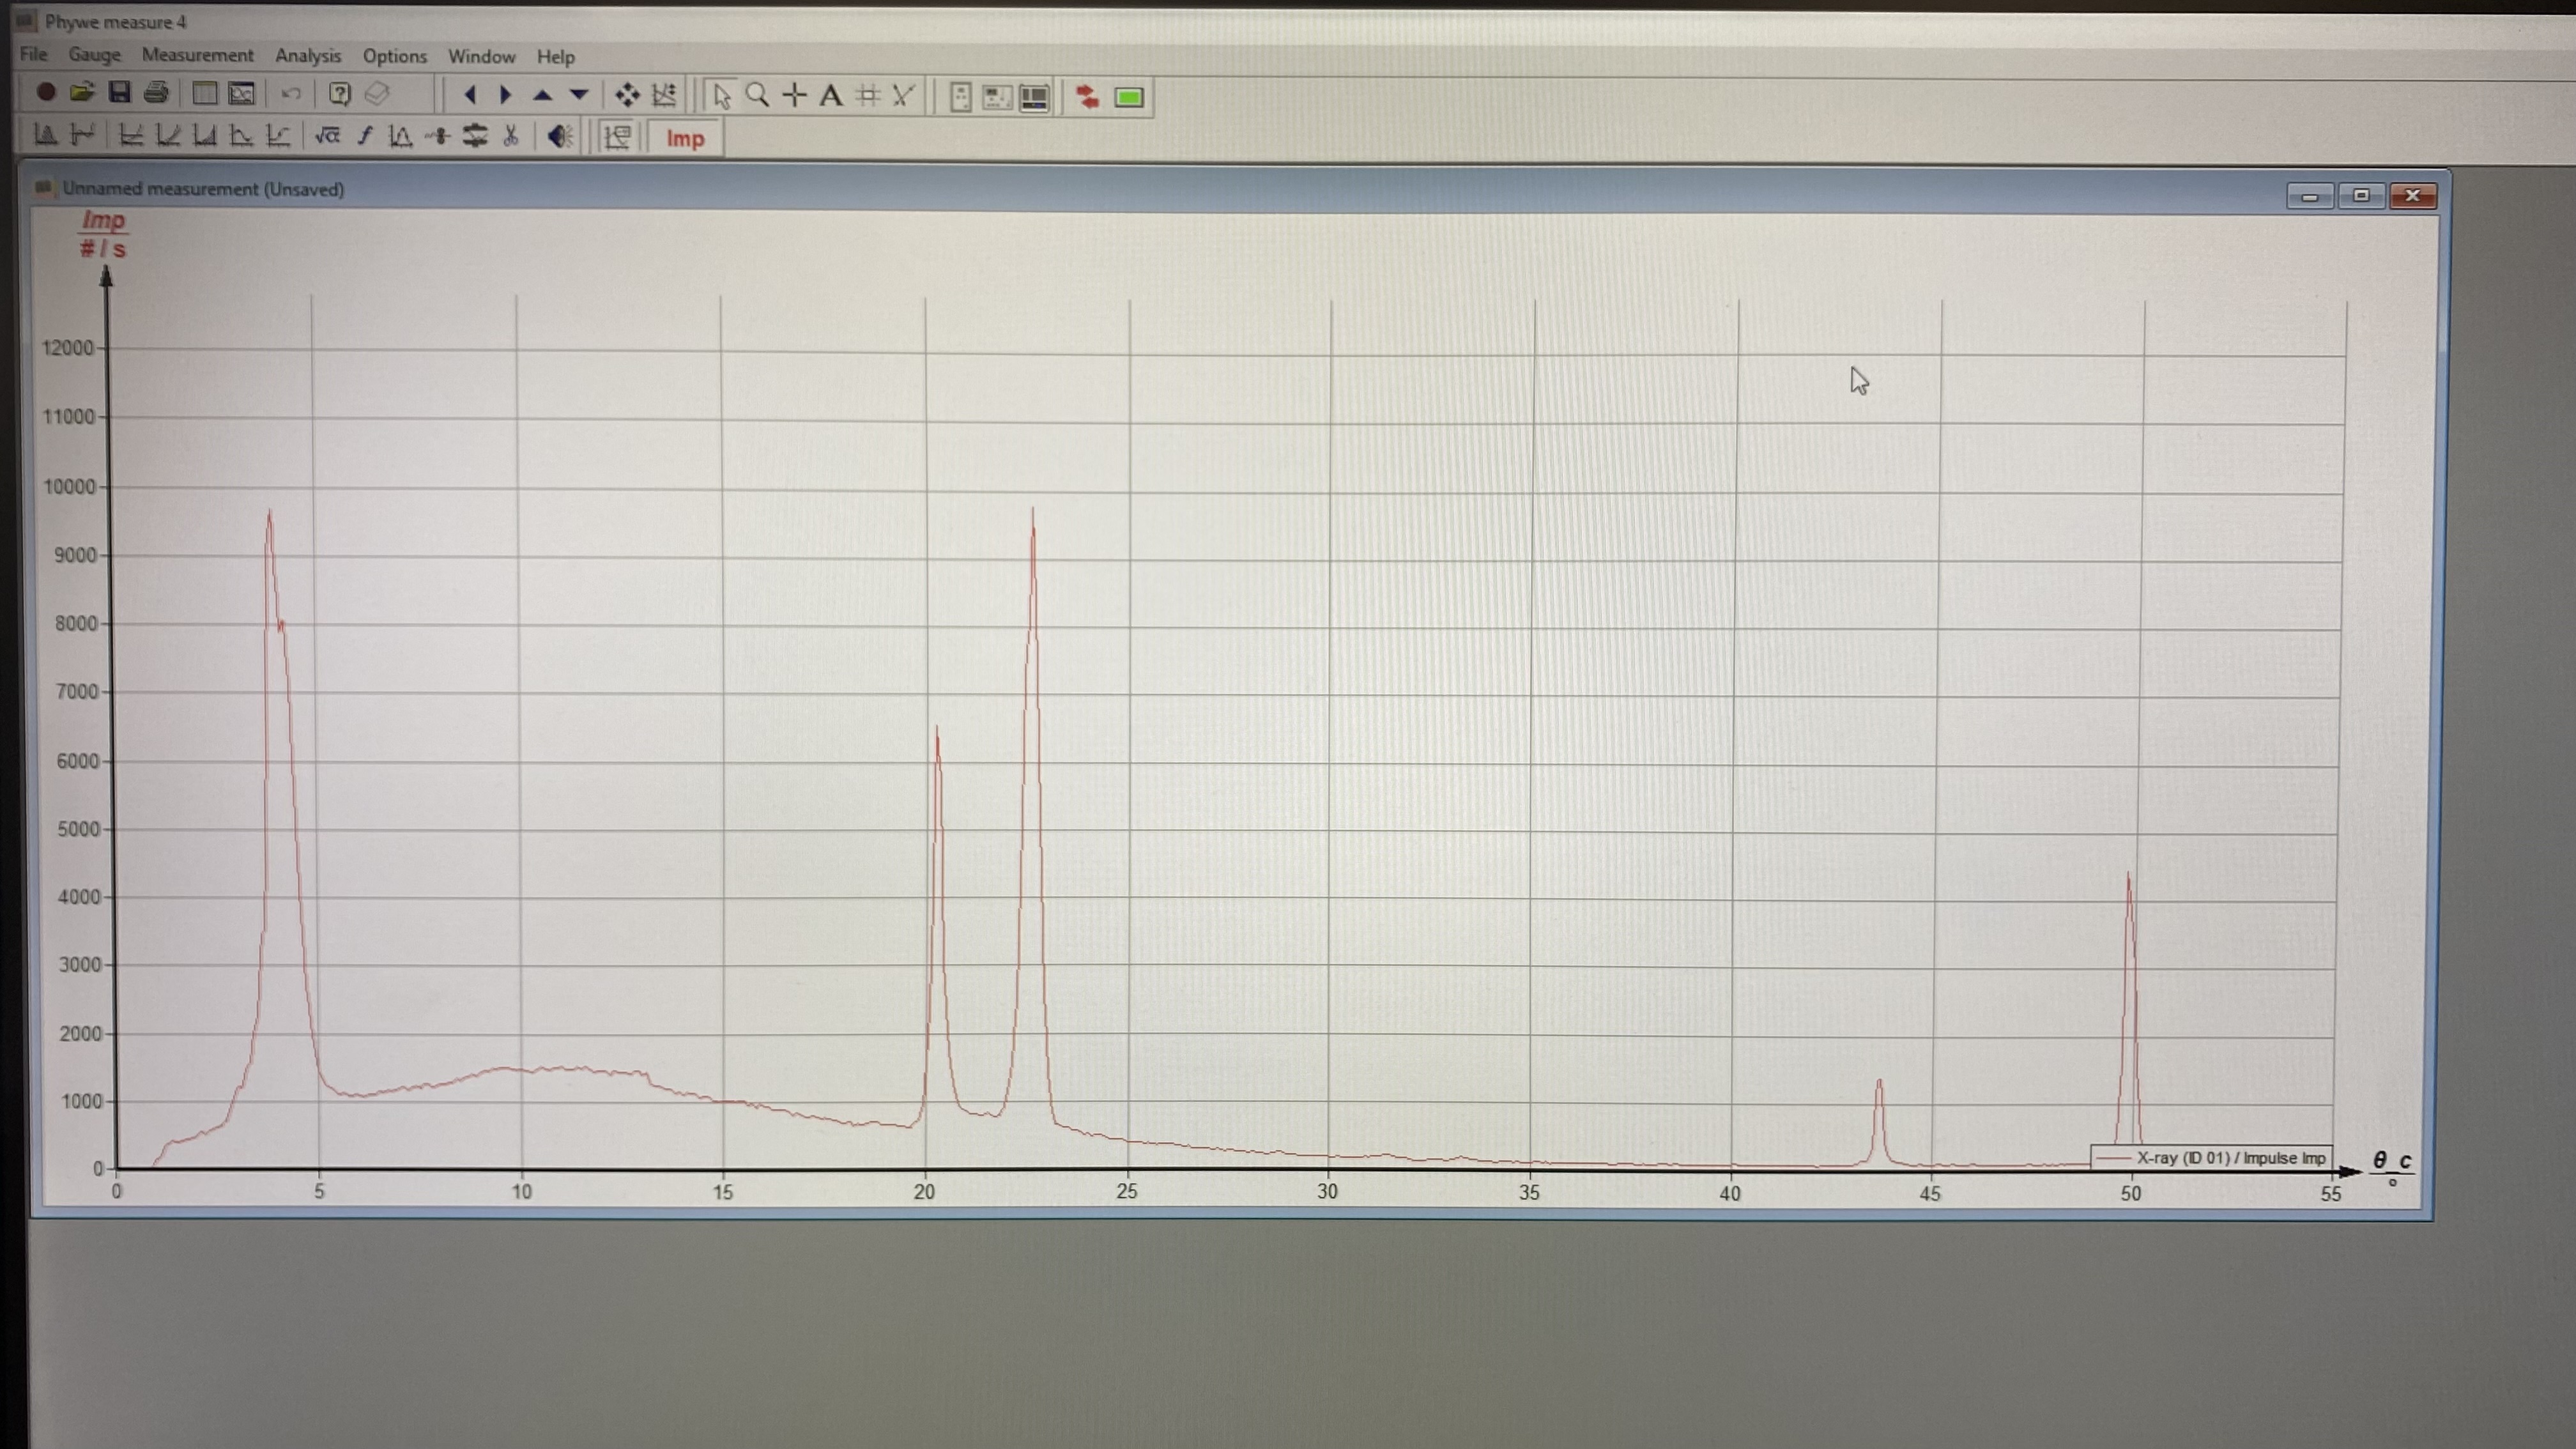 Phywe measure 4
File Gauge Measurement Analysis Options Window Help
Imp
Unnamed measurement (Unsaved)
Imp
# / s
12000
11000
10000
9000
8000
7000
6000
5000
4000
3000
2000
1000
0
X-ray (ID 01) / Impulse Imp
θ_c
°
0 5 10 15 20 25 30 35 40 45 50 55